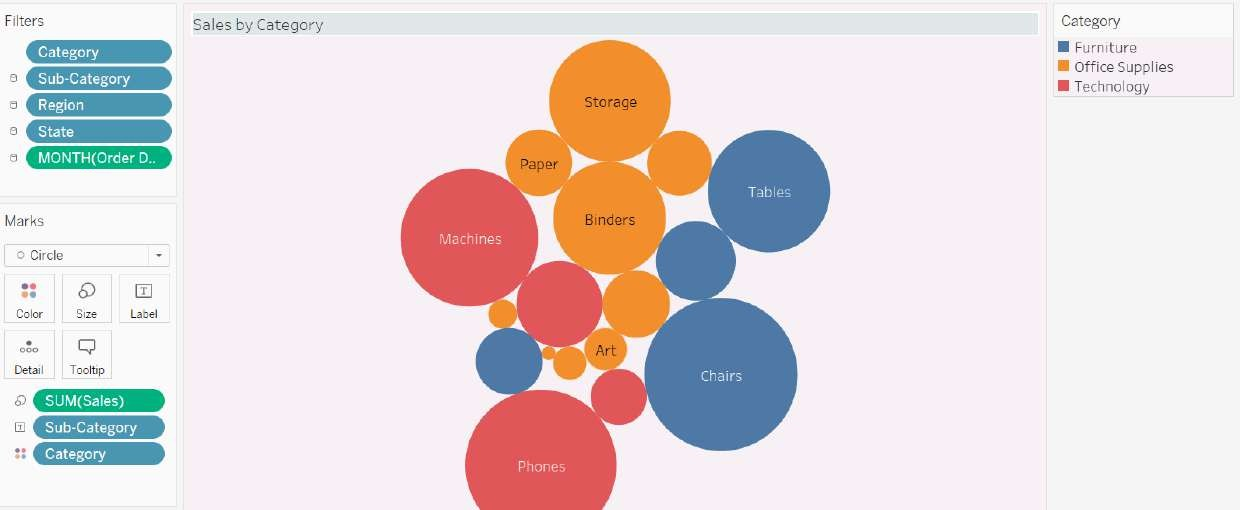 Filters
Category
Sub-Category
Region
State
MONTH(Order D..
Marks
Circle
Color
Size
T
Label
Detail
Tooltip
SUM(Sales)
T
Sub-Category
Category
Sales by Category
Storage
Paper
Tables
Binders
Machines
Art
Chairs
Phones
Category
Furniture
Office Supplies
Technology